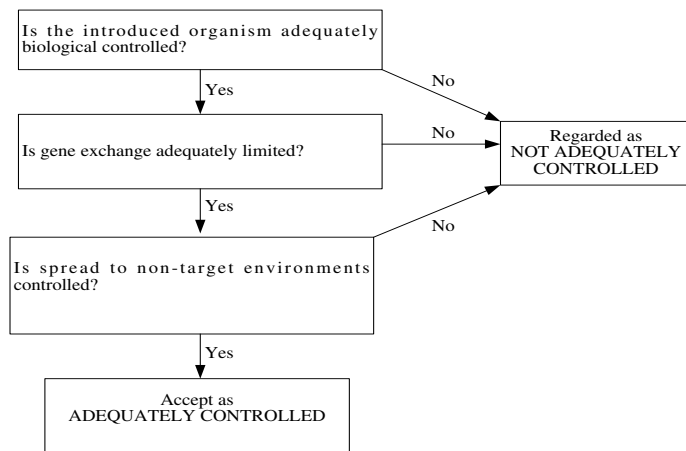 Is the introduced organism adequately
biological controlled?
No
Yes
Is gene exchange adequately limited?
No
Regarded as
NOT ADEQUATELY
CONTROLLED
Yes
No
Is spread to non-target environments
controlled?
Yes
Accept as
ADEQUATELY CONTROLLED